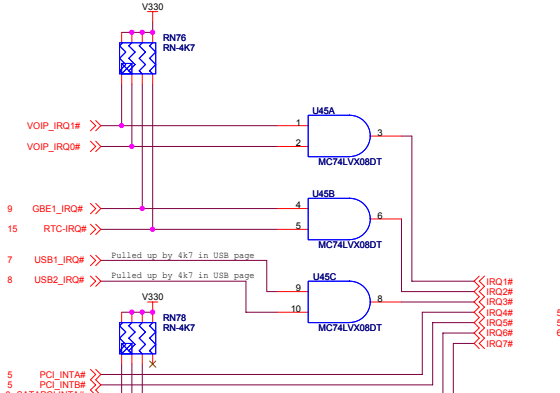 V330
RN76
RN-4K7
U45A
VOIP_IRQ1#
1
3
VOIP_IRQ0#
2
MC74LVX08DT
U45B
9 GBE1_IRQ#
4
6
15 RTC-IRQ#
5
MC74LVX08DT
7 USB1_IRQ#
Pulled up by 4k7 in USB page
8 USB2_IRQ#
Pulled up by 4k7 in USB page
U45C
9
8
10
MC74LVX08DT
IRQ1#
IRQ2#
IRQ3#
IRQ4#
IRQ5#
IRQ6#
IRQ7#
V330
RN78
RN-4K7
5 PCI_INTA#
5 PCI_INTB#